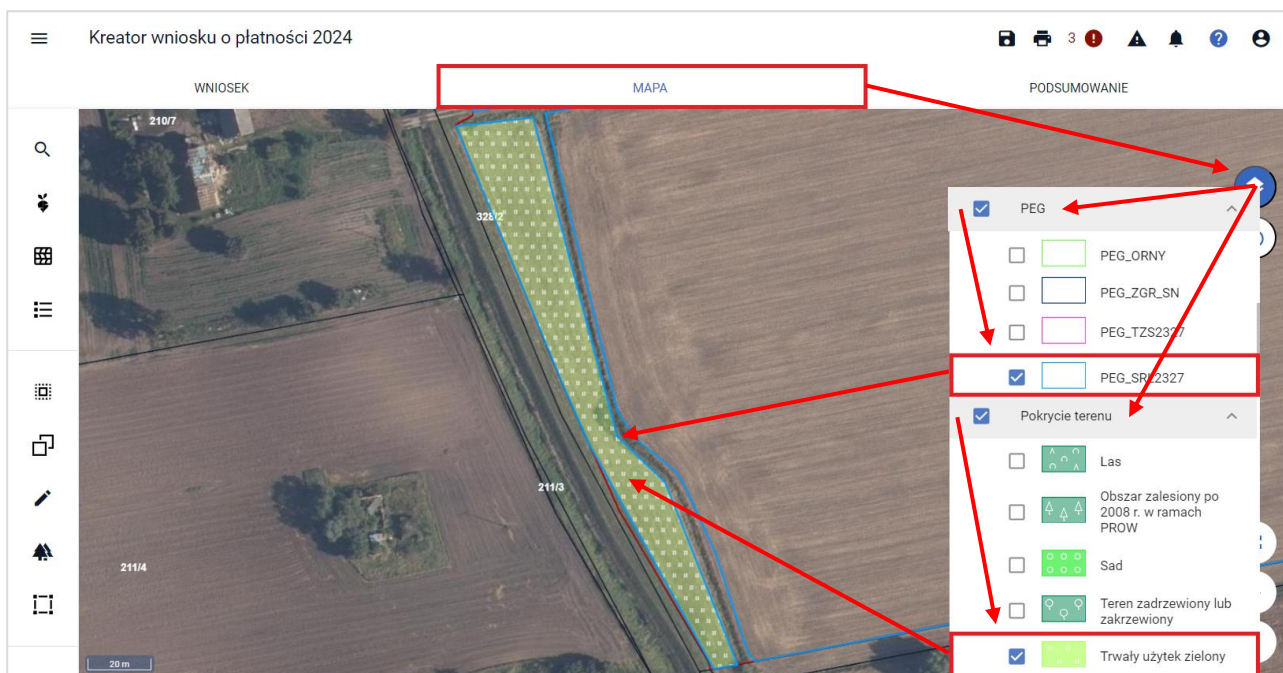 Kreator wniosku o płatności 2024
3
WNIOSEK
MAPA
PODSUMOWANIE
210/7
328/2
211/3
211/4
20 m
PEG
PEG_ORNY
PEG_ZGR_SN
PEG_TZS2327
PEG_SRL2327
Pokrycie terenu
Las
Obszar zalesiony po
2008 r. w ramach
PROW
Sad
Teren zadrzewiony lub
zakrzewiony
Trwały użytek zielony